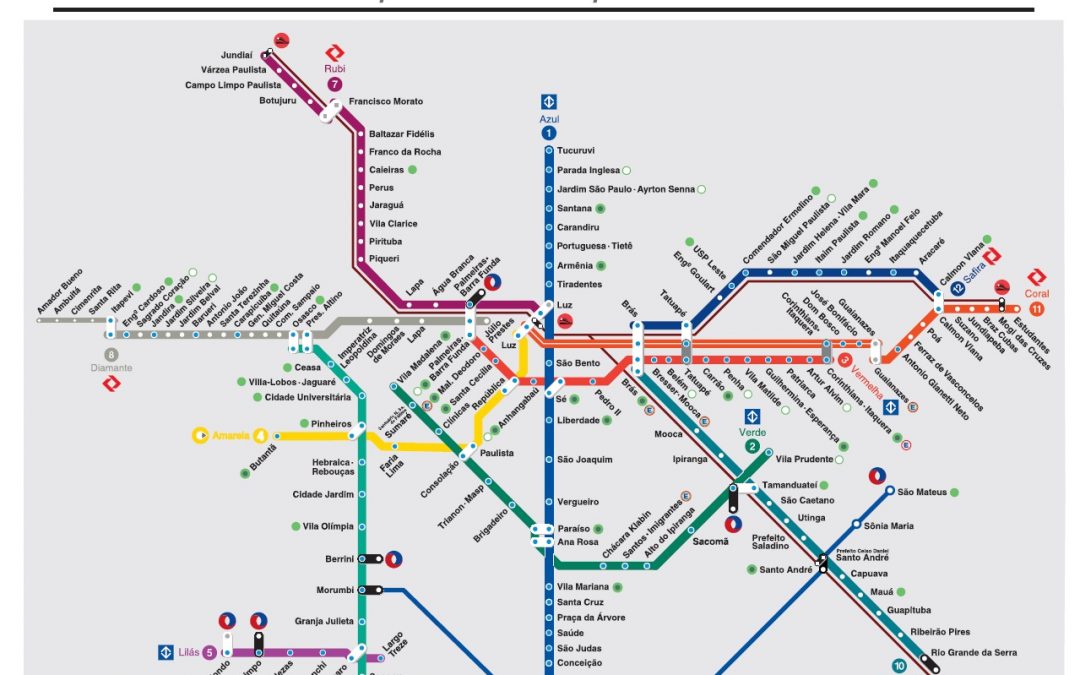 Jundiaí
Várzea Paulista
Campo Limpo Paulista
Botujuru
Rubi
7
Francisco Morato
Baltazar Fidélis
Franco da Rocha
Caieiras
Perus
Jaraguá
Vila Clarice
Pirituba
Piqueri
Lapa
Água Branca
Palmeiras-
Barra Funda
Azul
1
Tucuruvi
Parada Inglesa
Jardim São Paulo - Ayrton Senna
Santana
Carandiru
Portuguesa - Tietê
Armênia
Tiradentes
Luz
São Bento
Sé
Liberdade
São Joaquim
Vergueiro
Paraíso
Ana Rosa
Vila Mariana
Santa Cruz
Praça da Árvore
Saúde
São Judas
Conceição
Amador Bueno
Ambuitá
Cimenrita
Santa Rita
Itapevi
Engº Cardoso
Sagrado Coração
Jandira
Jardim Silveira
Jardim Belval
Barueri
Antonio João
Santa Terezinha
Carapicuíba
Gen. Miguel Costa
Quitaúna
Com. Sampaio
Osasco
Pres. Altino
8
Diamante
Imperatriz
Leopoldina
Domingos
de Moraes
Lapa
Júlio
Prestes
Luz
Ceasa
Villa-Lobos - Jaguaré
Cidade Universitária
Pinheiros
Hebraica -
Rebouças
Cidade Jardim
Vila Olímpia
Berrini
Morumbi
Granja Julieta
Largo
Treze
Lilás
5
Amarela
4
Butantã
Faria
Lima
Paulista
República
Vila Madalena
Sumaré
Clínicas
Consolação
Trianon - Masp
Brigadeiro
Palmeiras-
Barra Funda
Mal. Deodoro
Santa Cecília
Anhangabaú
Pedro II
Brás
Brás
Bresser - Mooca
Belém
Tatuapé
Carrão
Penha
Vila Matilde
Guilhermina - Esperança
Patriarca
Artur Alvim
Corinthians - Itaquera
3
Vermelha
Tatuapé
Engº Goulart
USP Leste
Comendador Ermelino
São Miguel Paulista
Jardim Helena - Vila Mara
Itaim Paulista
Jardim Romano
Engº Manoel Feio
Itaquaquecetuba
Aracaré
Calmon Viana
12
Safira
Coral
11
Corinthians-
Itaquera
Dom Bosco
José Bonifácio
Guaianazes
Guaianazes
Antonio Gianetti Neto
Ferraz de Vasconcelos
Poá
Calmon Viana
Suzano
Jundiapeba
Braz Cubas
Mogi das Cruzes
Estudantes
Verde
2
Vila Prudente
Tamanduateí
Sacomã
Alto do Ipiranga
Santos - Imigrantes
Chácara Klabin
Mooca
Ipiranga
São Caetano
Utinga
Prefeito
Saladino
Prefeito Celso Daniel
Santo André
Santo André
Capuava
Mauá
Guapituba
Ribeirão Pires
Rio Grande da Serra
10
São Mateus
Sônia Maria